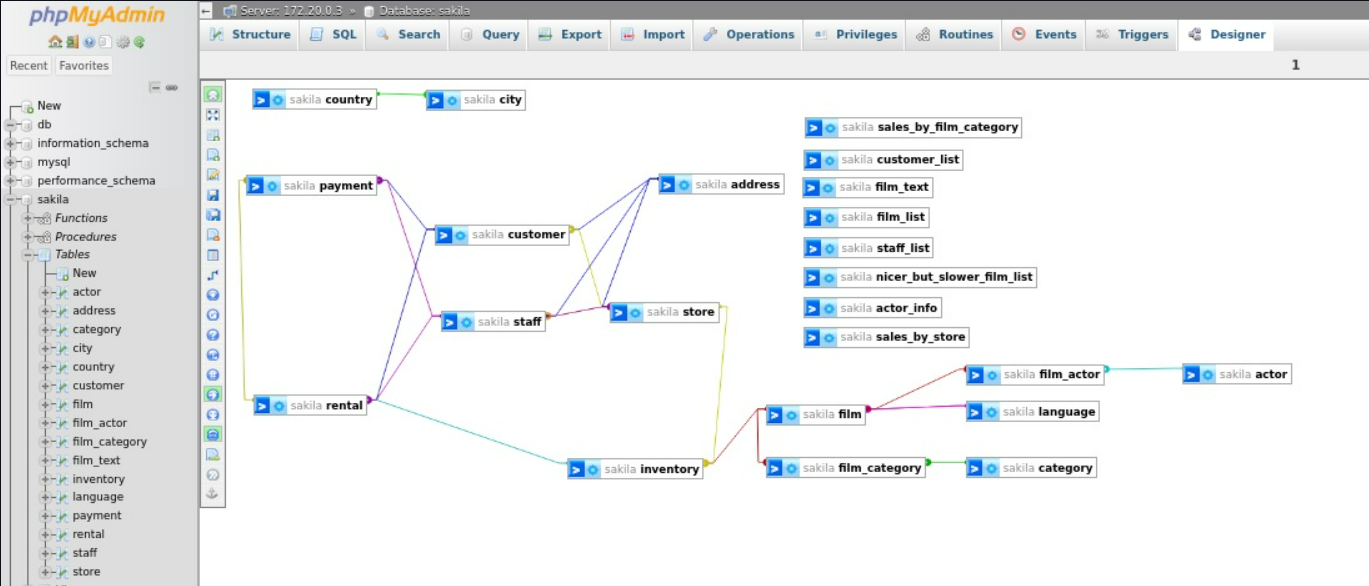 phpMyAdmin
Recent Favorites
New
db
information_schema
mysql
performance_schema
sakila
Functions
Procedures
Tables
New
actor
address
category
city
country
customer
film
film_actor
film_category
film_text
inventory
language
payment
rental
staff
store
Server: 172.20.0.3 » Database: sakila
Structure SQL Search Query Export Import Operations Privileges Routines Events Triggers Designer
1
sakila country
sakila city
sakila sales_by_film_category
sakila customer_list
sakila payment
sakila address
sakila film_text
sakila film_list
sakila customer
sakila staff_list
sakila nicer_but_slower_film_list
sakila staff
sakila store
sakila actor_info
sakila sales_by_store
sakila film_actor
sakila actor
sakila rental
sakila film
sakila language
sakila inventory
sakila film_category
sakila category